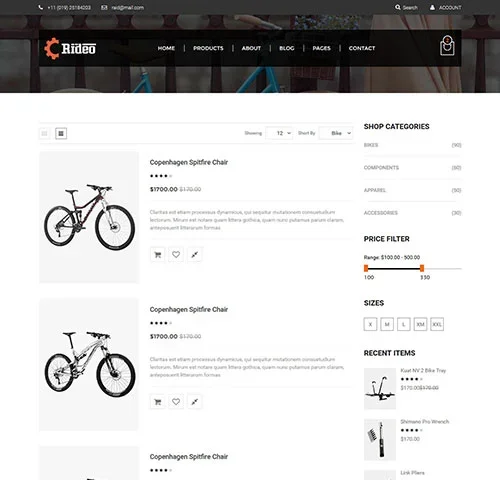 +11 (019) 25184203 nail@mail.com Search ACCOUNT
Rideo HOME PRODUCTS ABOUT BLOG PAGES CONTACT
Showing 12 Short By Bike
Copenhagen Spitfire Chair
$1700.00 $170.00
Claritas est etiam processus dynamicus, qui sequitur mutationem consuetudium
lectorum. Mirum est notare quam littera gothica, quam nunc putamus parum claram,
anteposuerit litterarum formas
Copenhagen Spitfire Chair
$1700.00 $170.00
Claritas est etiam processus dynamicus, qui sequitur mutationem consuetudium
lectorum. Mirum est notare quam littera gothica, quam nunc putamus parum claram,
anteposuerit litterarum formas
Copenhagen Spitfire Chair
SHOP CATEGORIES
BIKES (90)
COMPONENTS (80)
APPAREL (90)
ACCESSORIES (90)
PRICE FILTER
Range: $100.00 - 500.00
100 350
SIZES
X M L XM XXL
RECENT ITEMS
Kuat NV 2 Bike Tray
$170.00
Shimano Pro Wrench
$170.00
Link Pliers